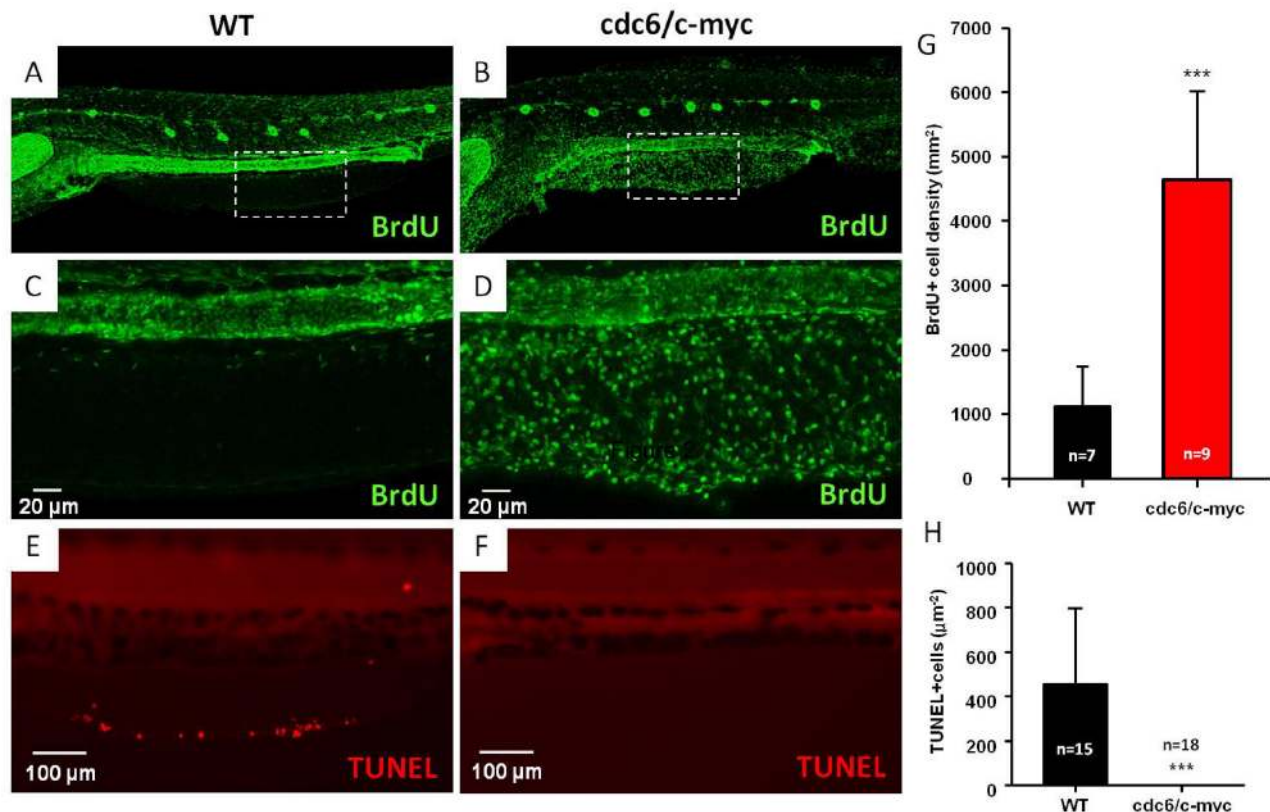 WT
cdc6/c-myc
A
B
BrdU
BrdU
C
D
20 µm
BrdU
20 µm
BrdU
E
F
100 µm
TUNEL
100 µm
TUNEL
G
BrdU+ cell density (mm²)
7000
6000
5000
4000
3000
2000
1000
0
***
n=7
n=9
WT
cdc6/c-myc
H
TUNEL+cells (µm⁻²)
1000
800
600
400
200
0
n=15
n=18
***
WT
cdc6/c-myc